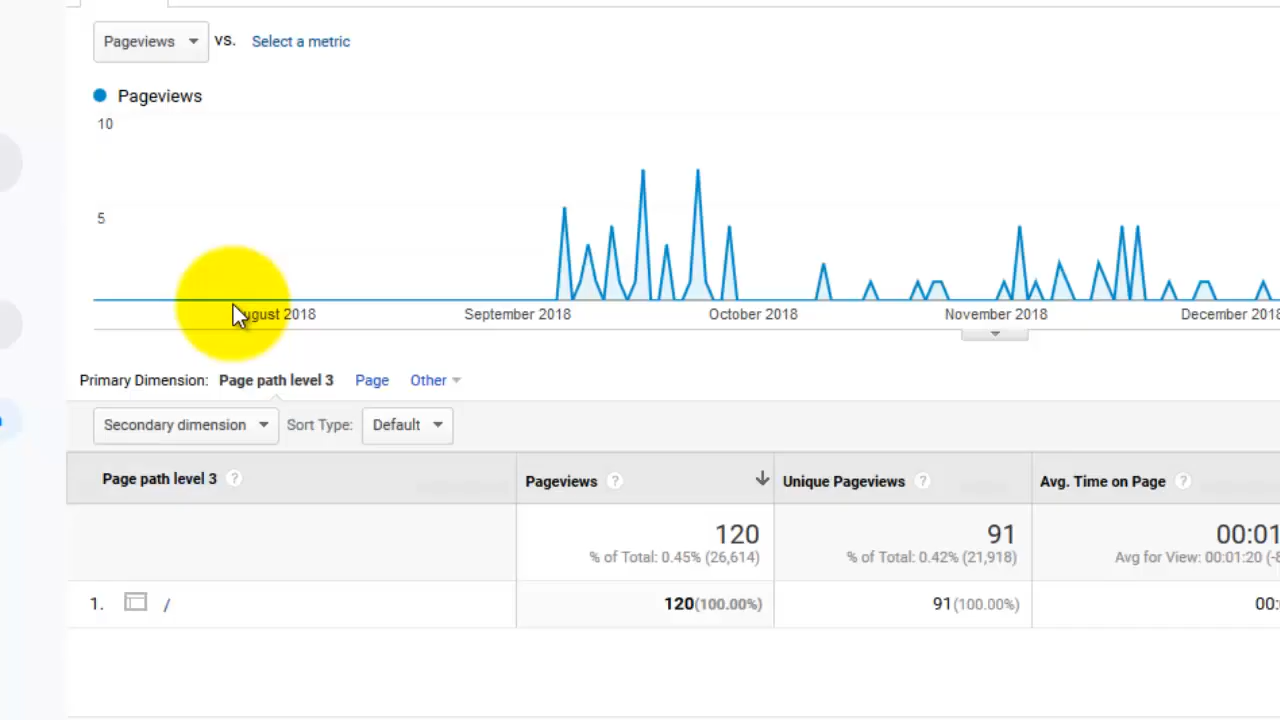 Pageviews VS. Select a metric
Pageviews
10
5
ugust 2018 September 2018 October 2018 November 2018 December 2018
Primary Dimension: Page path level 3 Page Other
Secondary dimension Sort Type: Default
Page path level 3 ? Pageviews ? Unique Pageviews ? Avg. Time on Page ?
120 91 00:01
% of Total: 0.45% (26,614) % of Total: 0.42% (21,918) Avg for View: 00:01:20 (-8
1. / 120(100.00%) 91(100.00%) 00: